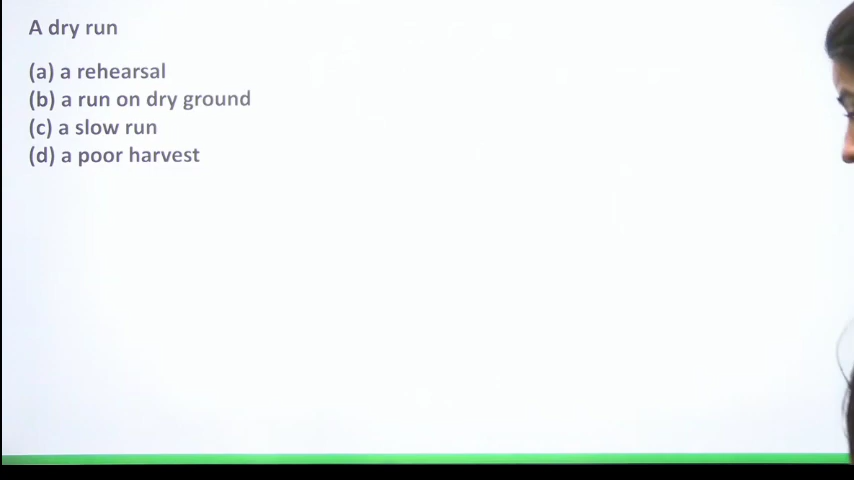 A dry run
(a) a rehearsal
(b) a run on dry ground
(c) a slow run
(d) a poor harvest